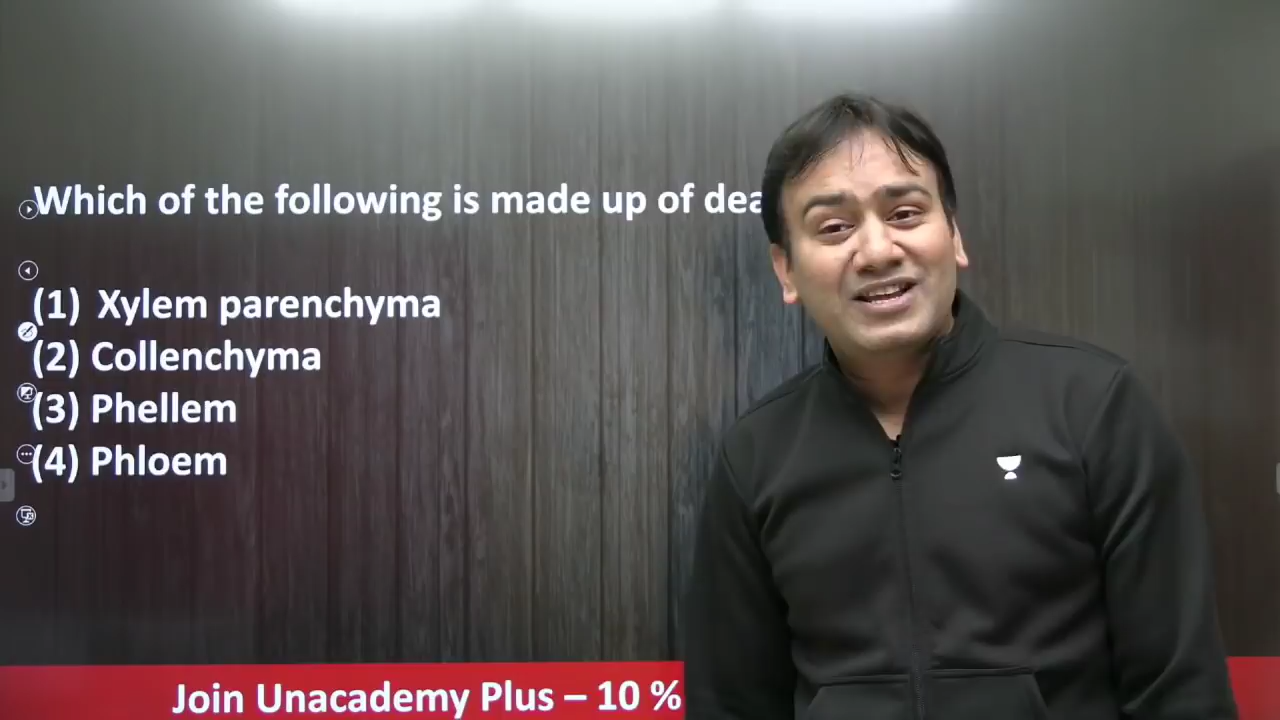 Which of the following is made up of
(1) Xylem parenchyma
(2) Collenchyma
(3) Phellem
(4) Phloem
Join Unacademy Plus – 10 %